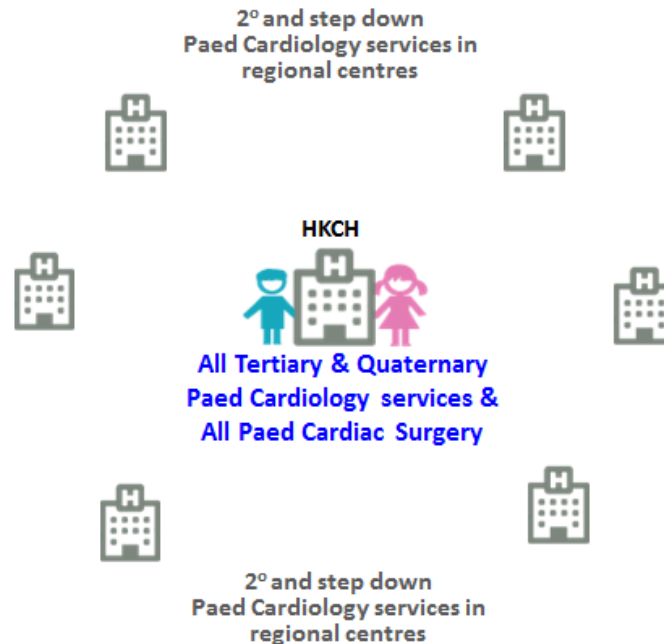 2º and step down
Paed Cardiology services in
regional centres
H
H
HKCH
H
H
H
All Tertiary & Quaternary
Paed Cardiology services &
All Paed Cardiac Surgery
H
H
2º and step down
Paed Cardiology services in
regional centres